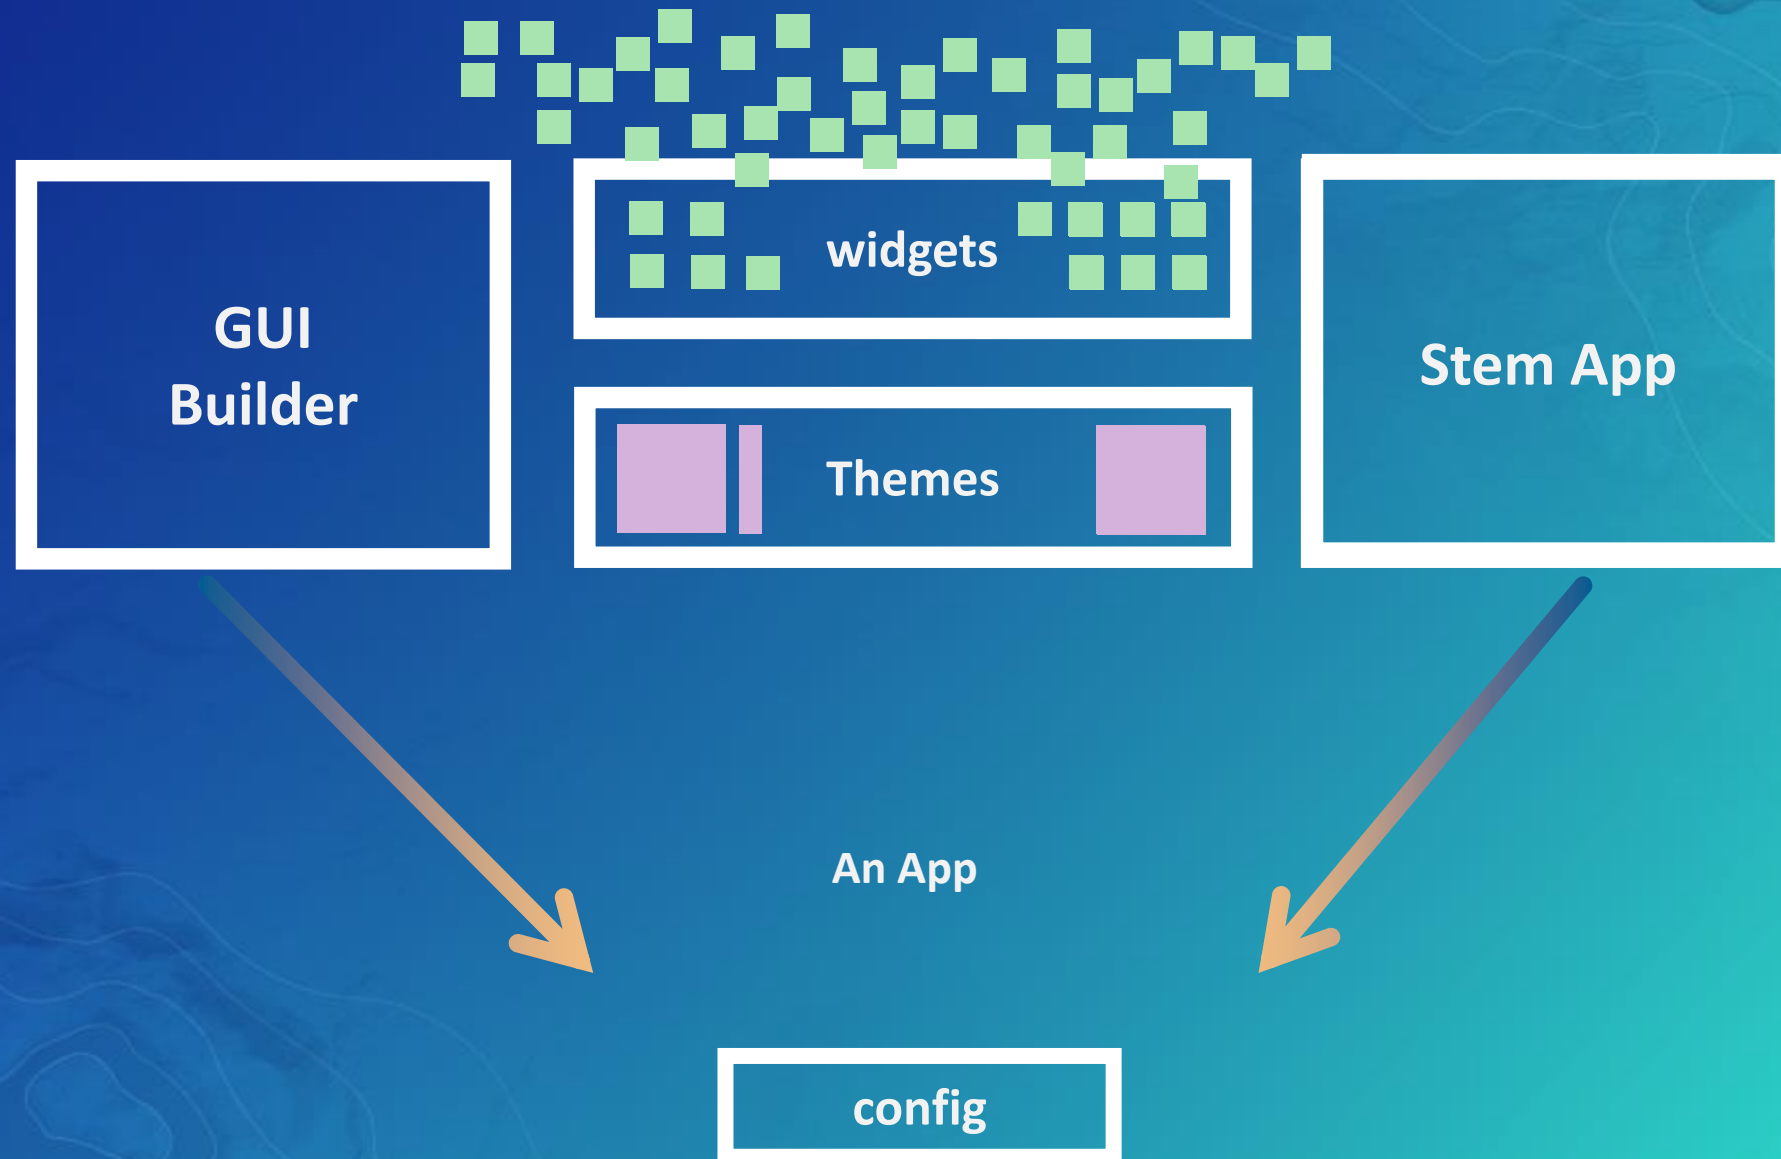 GUI
Builder
widgets
Themes
Stem App
An App
config